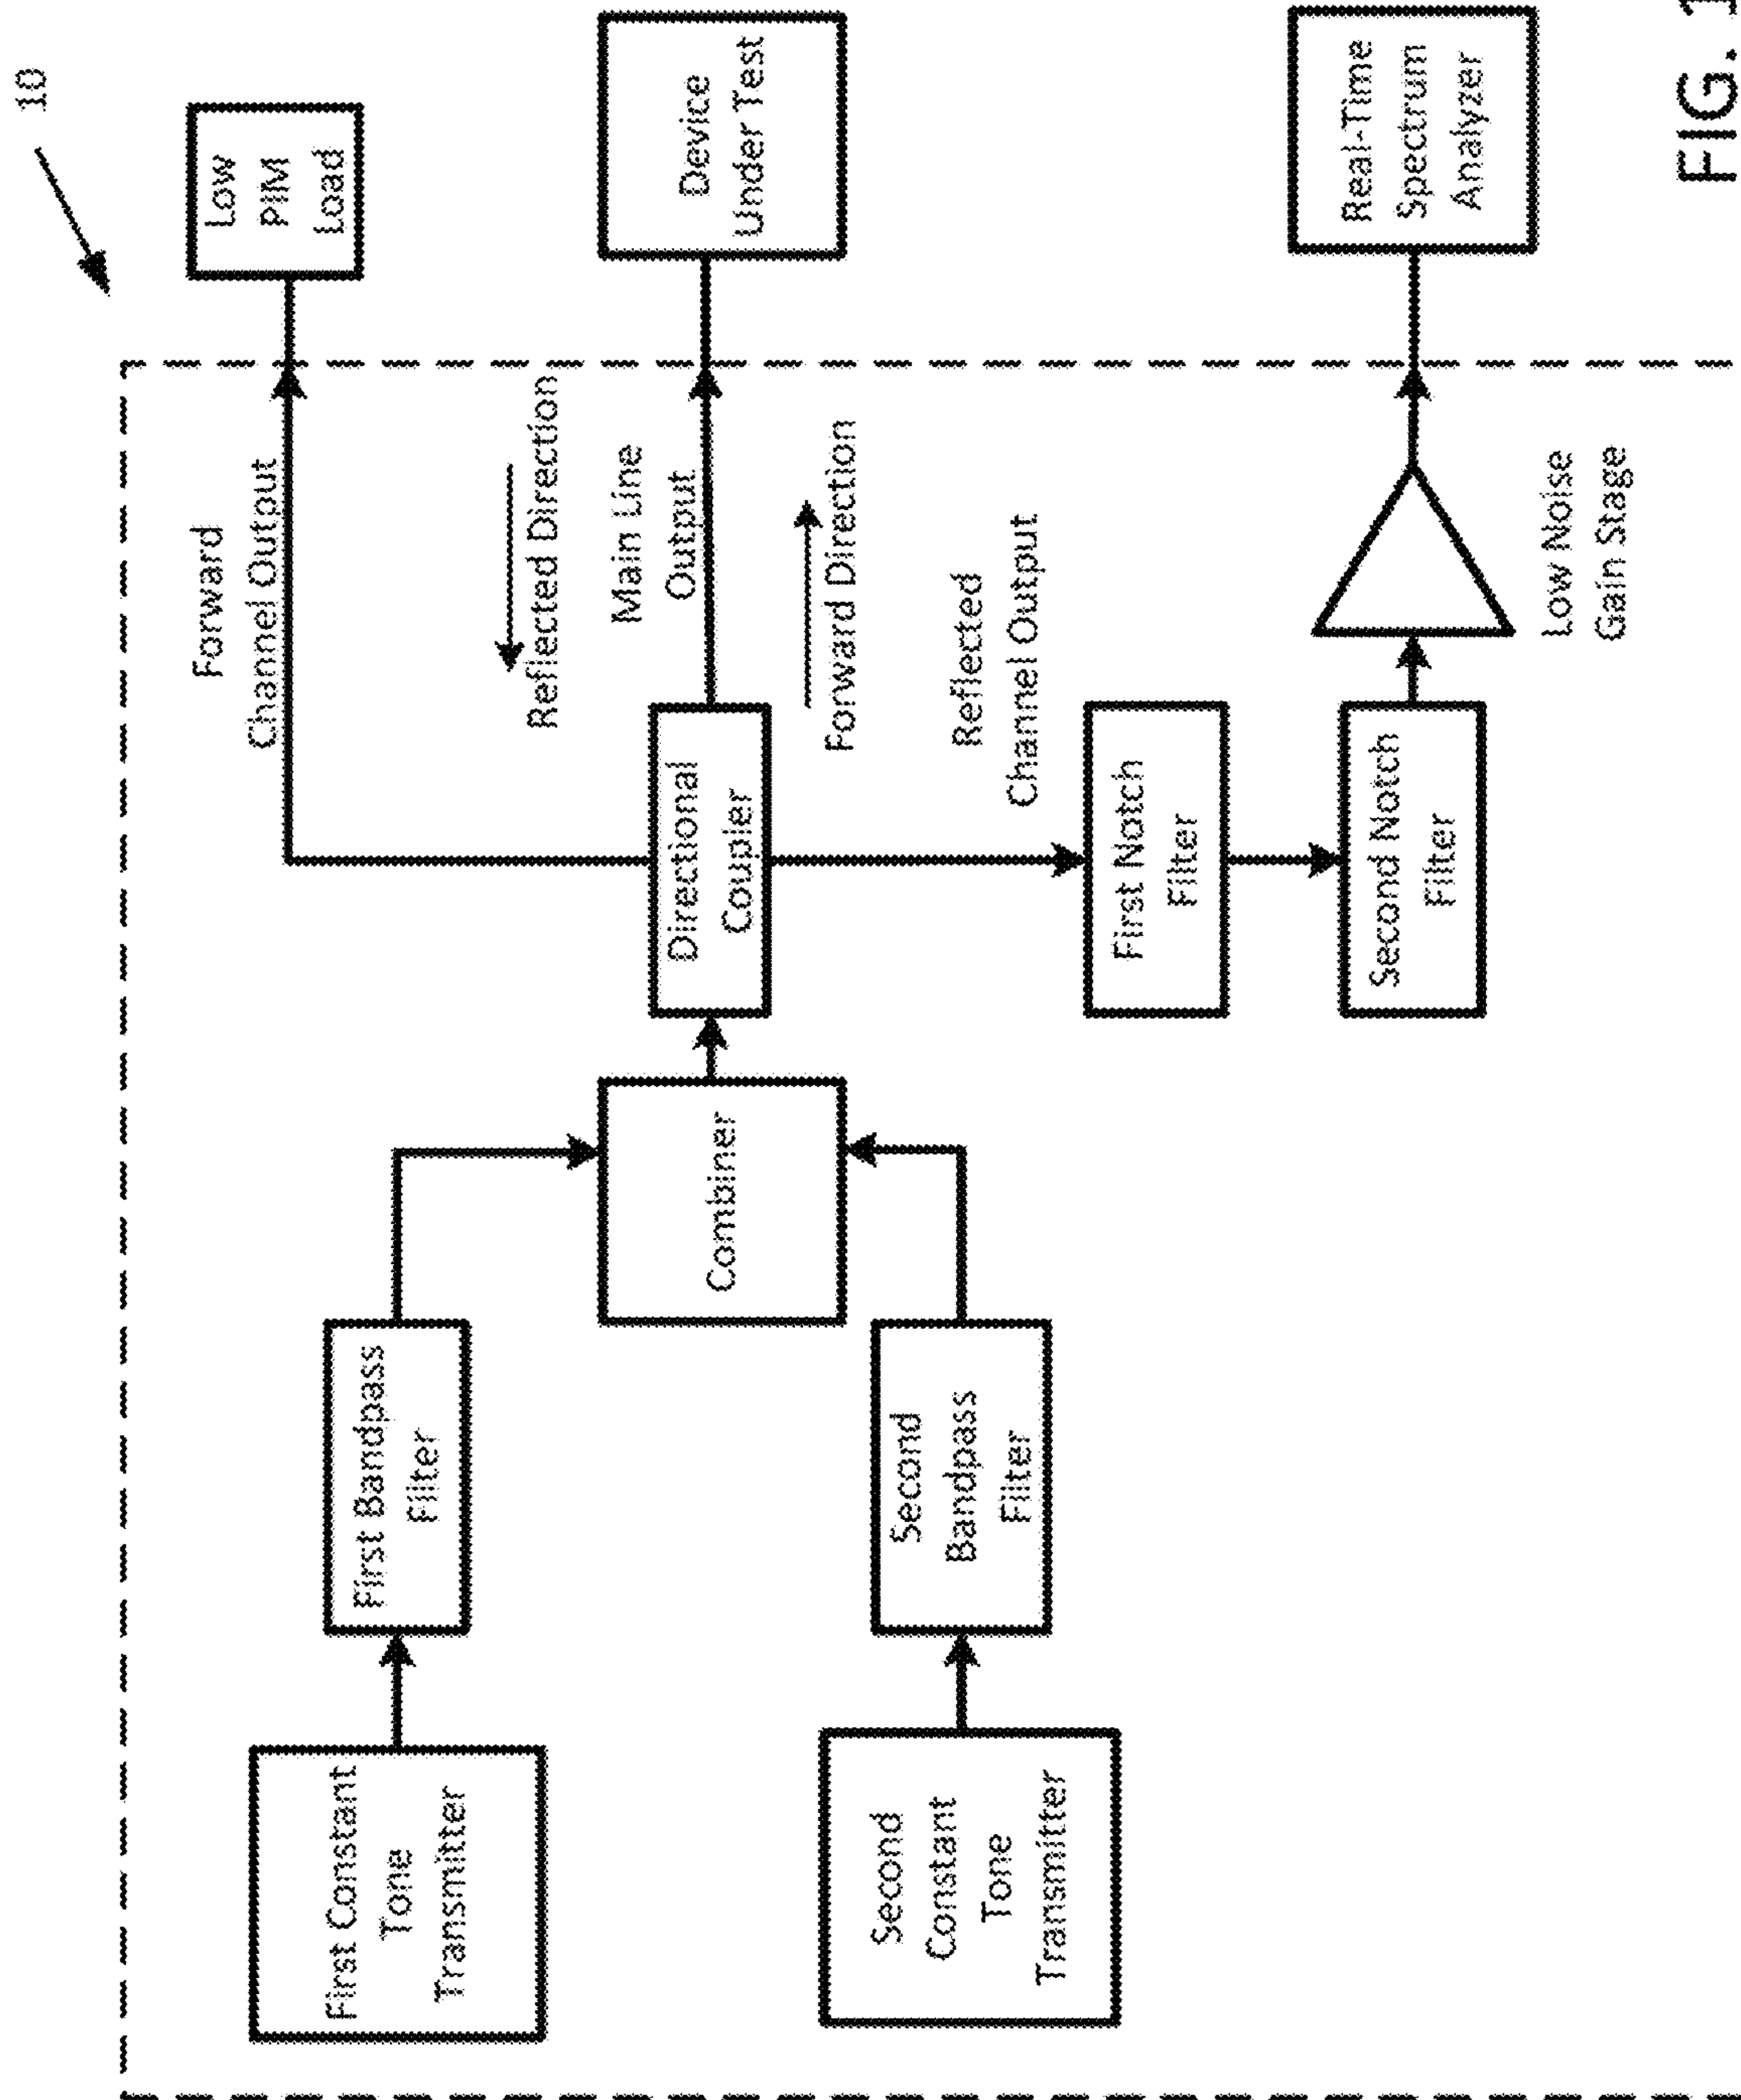 10
Low
PIM
Load
Forward
Channel Output
Reflected Direction
Main Line
Output
Forward Direction
Device
Under Test
First Constant
Tone
Transmitter
First Bandpass
Filter
Combiner
Directional
Coupler
Second
Constant
Tone
Transmitter
Second
Bandpass
Filter
Reflected
Channel Output
First Notch
Filter
Second Notch
Filter
Low Noise
Gain Stage
Real-Time
Spectrum
Analyzer
FIG. 1